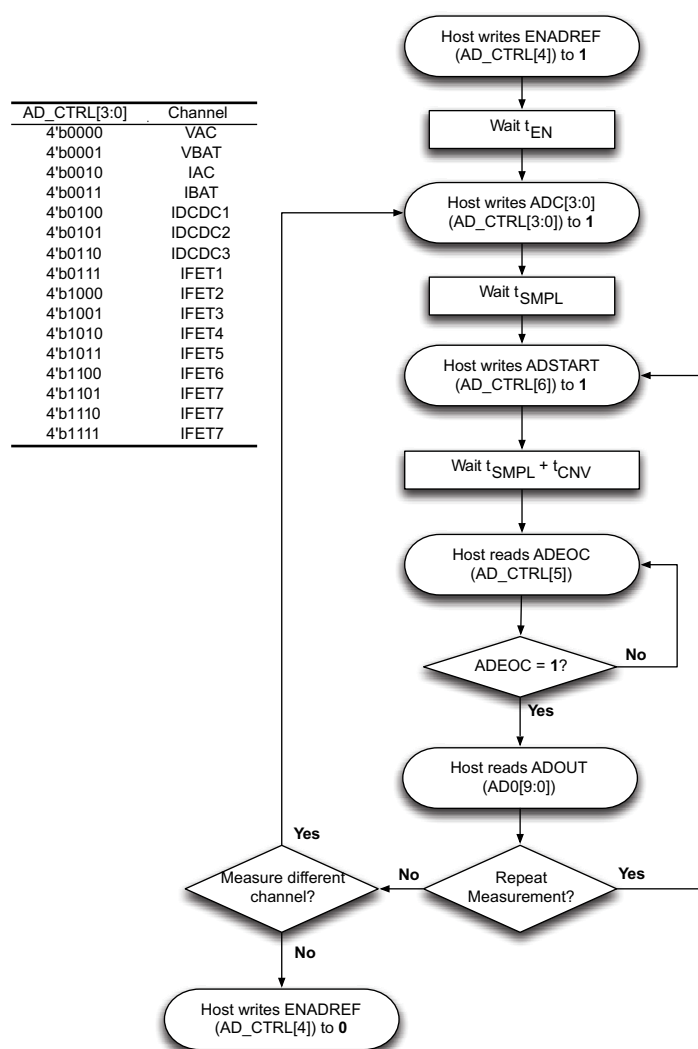 Host writes ENADREF
(AD_CTRL[4]) to 1
Wait tEN
Host writes ADC[3:0]
(AD_CTRL[3:0]) to 1
Wait tSMPL
Host writes ADSTART
(AD_CTRL[6]) to 1
Wait tSMPL + tCNV
Host reads ADEOC
(AD_CTRL[5])
ADEOC = 1?
No
Yes
Host reads ADOUT
(AD0[9:0])
Repeat
Measurement?
Yes
No
Measure different
channel?
Yes
No
Host writes ENADREF
(AD_CTRL[4]) to 0
AD_CTRL[3:0] . Channel
4'b0000 VAC
4'b0001 VBAT
4'b0010 IAC
4'b0011 IBAT
4'b0100 IDCDC1
4'b0101 IDCDC2
4'b0110 IDCDC3
4'b0111 IFET1
4'b1000 IFET2
4'b1001 IFET3
4'b1010 IFET4
4'b1011 IFET5
4'b1100 IFET6
4'b1101 IFET7
4'b1110 IFET7
4'b1111 IFET7